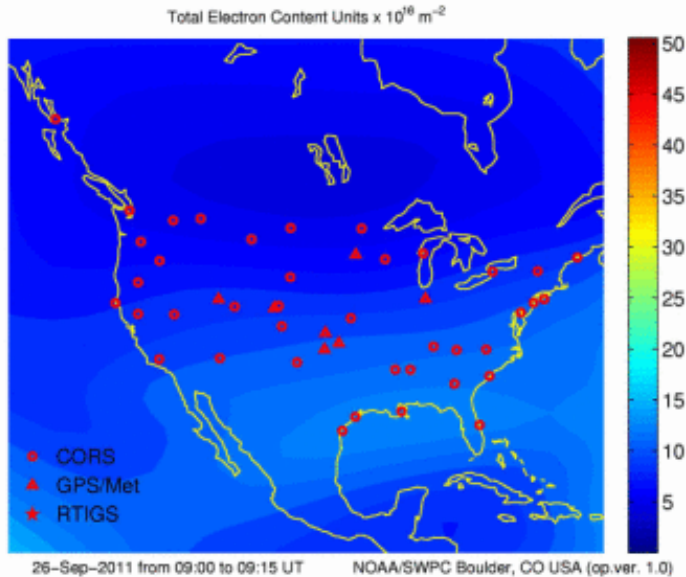 Total Electron Content Units x 10¹⁶ m⁻²
50
45
40
35
30
25
20
15
10
5
CORS
GPS/Met
RTIGS
26-Sep-2011 from 09:00 to 09:15 UT NOAA/SWPC Boulder, CO USA (op.ver. 1.0)